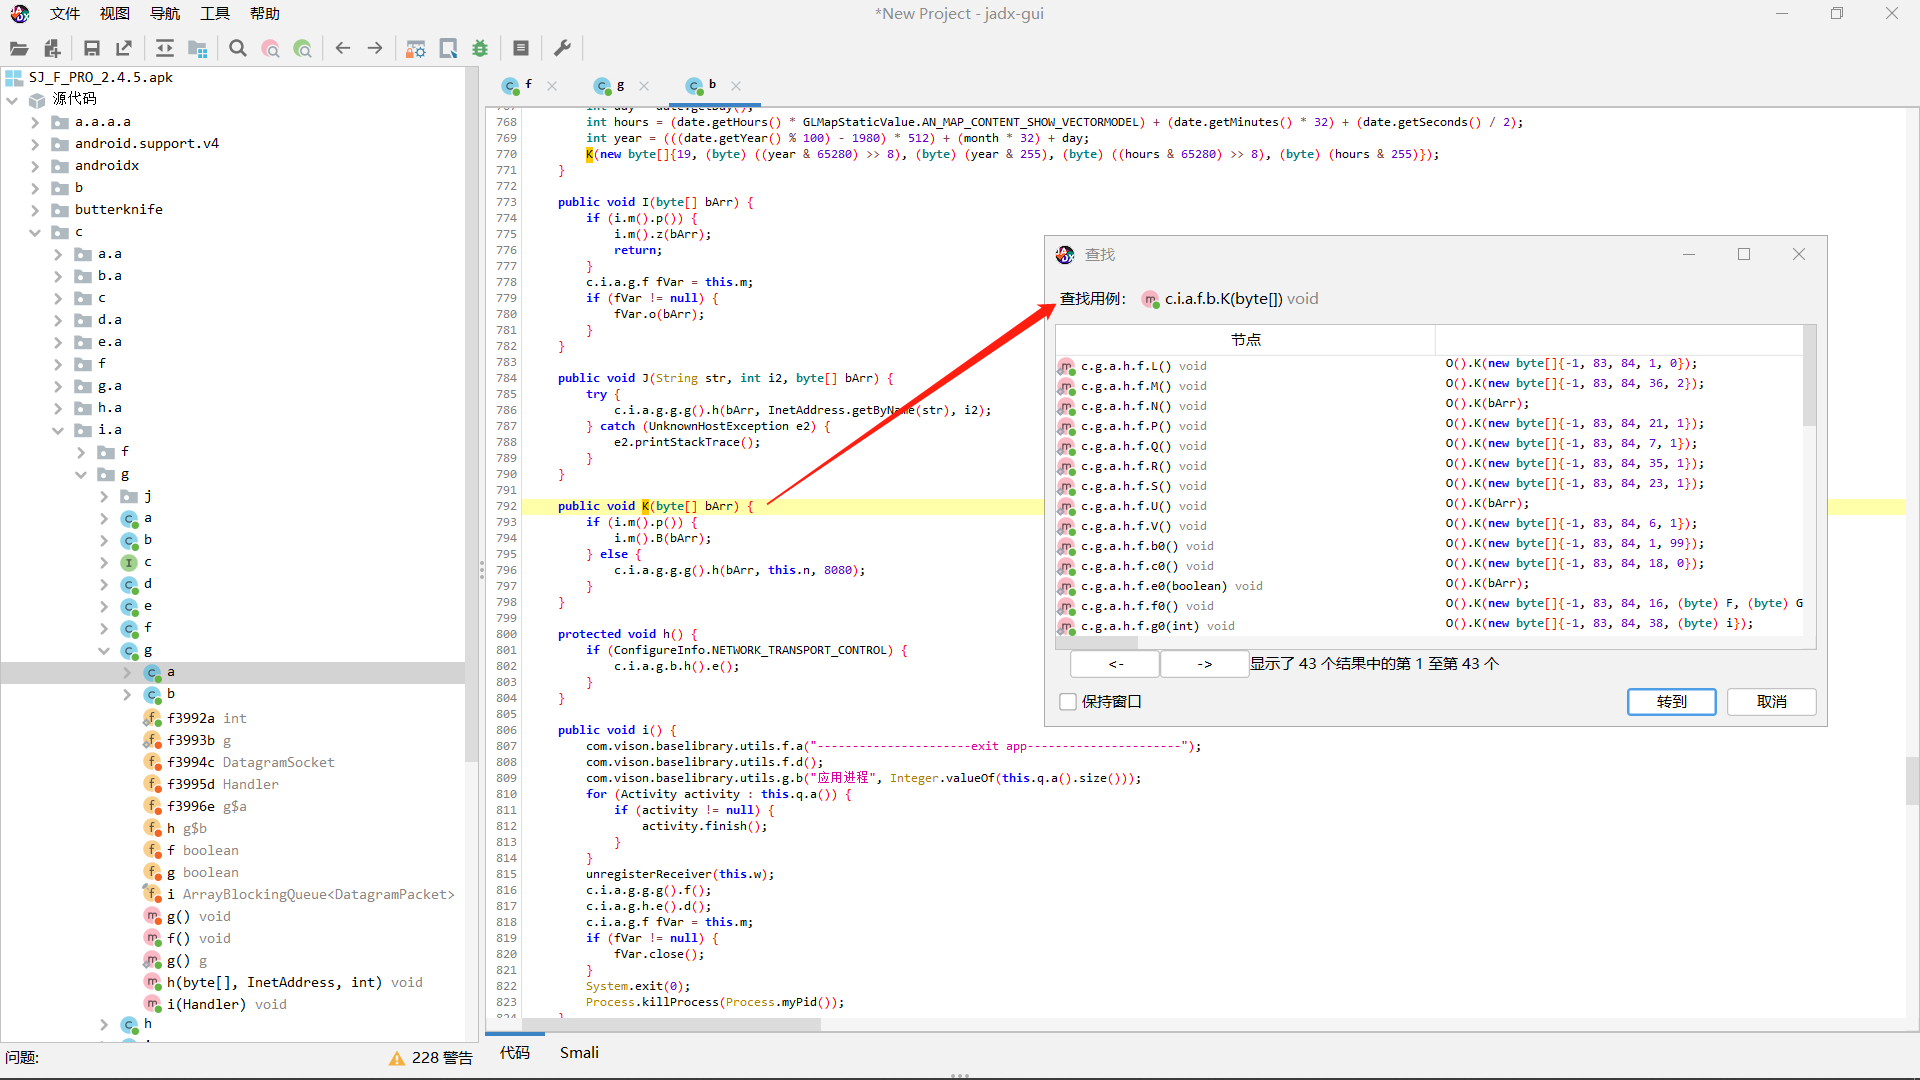 文件 视图 导航 工具 帮助
*New Project - jadx-gui
SJ_F_PRO_2.4.5.apk
源代码
a.a.a.a
android.support.v4
androidx
b
butterknife
c
a.a
b.a
c
d.a
e.a
f
g.a
h.a
i.a
f
g
j
a
b
c
d
e
f
g
a
b
f3992a int
f3993b g
f3994c DatagramSocket
f3995d Handler
f3996e g$a
h g$b
f boolean
g boolean
i ArrayBlockingQueue<DatagramPacket>
g() void
f() void
g() g
h(byte[], InetAddress, int) void
i(Handler) void
h
问题:
228 警告
f
g
b
768 int hours = (date.getHours() * GLMapStaticValue.AN_MAP_CONTENT_SHOW_VECTORMODEL) + (date.getMinutes() * 32) + (date.getSeconds() / 2);
769 int year = (((date.getYear() % 100) - 1980) * 512) + (month * 32) + day;
770 K(new byte[]{19, (byte) ((year & 65280) >> 8), (byte) (year & 255), (byte) ((hours & 65280) >> 8), (byte) (hours & 255)});
771 }
772
773 public void I(byte[] bArr) {
774 if (i.m().p()) {
775 i.m().z(bArr);
776 return;
777 }
778 c.i.a.g.f fVar = this.m;
779 if (fVar != null) {
780 fVar.o(bArr);
781 }
782 }
783
784 public void J(String str, int i2, byte[] bArr) {
785 try {
786 c.i.a.g.g.g().h(bArr, InetAddress.getByName(str), i2);
787 } catch (UnknownHostException e2) {
788 e2.printStackTrace();
789 }
790 }
791
792 public void K(byte[] bArr) {
793 if (i.m().p()) {
794 i.m().B(bArr);
795 } else {
796 c.i.a.g.g.g().h(bArr, this.n, 8080);
797 }
798 }
799
800 protected void h() {
801 if (ConfigureInfo.NETWORK_TRANSPORT_CONTROL) {
802 c.i.a.g.b.h().e();
803 }
804 }
805
806 public void i() {
807 com.vison.baselibrary.utils.f.a("----------------------exit app----------------------");
808 com.vison.baselibrary.utils.f.d();
809 com.vison.baselibrary.utils.g.b("应用进程", Integer.valueOf(this.q.a().size()));
810 for (Activity activity : this.q.a()) {
811 if (activity != null) {
812 activity.finish();
813 }
814 }
815 unregisterReceiver(this.w);
816 c.i.a.g.g.g().f();
817 c.i.a.g.h.e().d();
818 c.i.a.g.f fVar = this.m;
819 if (fVar != null) {
820 fVar.close();
821 }
822 System.exit(0);
823 Process.killProcess(Process.myPid());
代码 Smali
查找
查找用例: c.i.a.f.b.K(byte[]) void
节点
c.g.a.h.f.L() void O().K(new byte[]{-1, 83, 84, 1, 0});
c.g.a.h.f.M() void O().K(new byte[]{-1, 83, 84, 36, 2});
c.g.a.h.f.N() void O().K(bArr);
c.g.a.h.f.P() void O().K(new byte[]{-1, 83, 84, 21, 1});
c.g.a.h.f.Q() void O().K(new byte[]{-1, 83, 84, 7, 1});
c.g.a.h.f.R() void O().K(new byte[]{-1, 83, 84, 35, 1});
c.g.a.h.f.S() void O().K(new byte[]{-1, 83, 84, 23, 1});
c.g.a.h.f.U() void O().K(bArr);
c.g.a.h.f.V() void O().K(new byte[]{-1, 83, 84, 6, 1});
c.g.a.h.f.b0() void O().K(new byte[]{-1, 83, 84, 1, 99});
c.g.a.h.f.c0() void O().K(new byte[]{-1, 83, 84, 18, 0});
c.g.a.h.f.e0(boolean) void O().K(bArr);
c.g.a.h.f.f0() void O().K(new byte[]{-1, 83, 84, 16, (byte) F, (byte) G
c.g.a.h.f.g0(int) void O().K(new byte[]{-1, 83, 84, 38, (byte) i});
<- -> 显示了 43 个结果中的第 1 至第 43 个
保持窗口
转到 取消